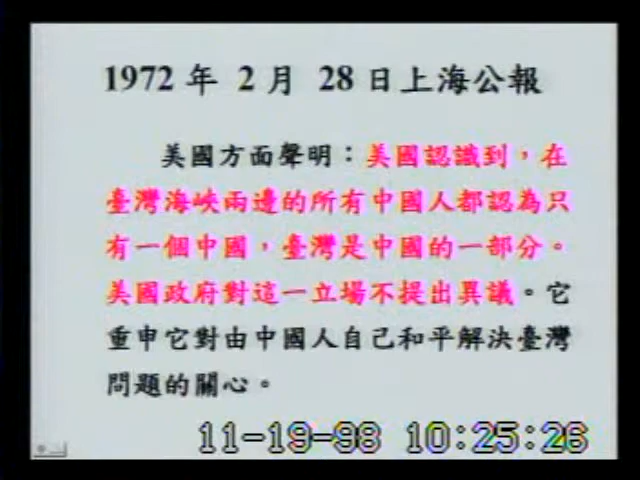 1972 年 2 月 28 日上海公報
美國方面聲明：美國認識到，在
臺灣海峽兩邊的所有中國人都認為只
有一個中國，臺灣是中國的一部分。
美國政府對這一立場不提出異議。它
重申它對由中國人自己和平解決臺灣
問題的關心。
11-19-98 10:25:26